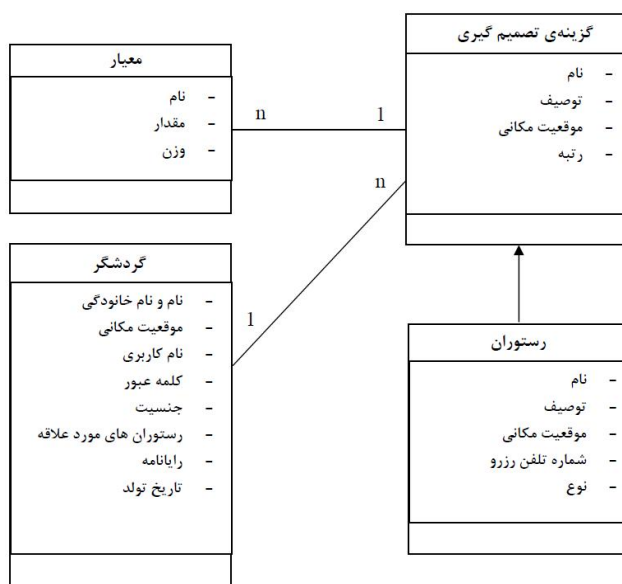 گزینه‌ی تصمیم گیری
- نام
- توصیف
- موقعیت مکانی
- رتبه
معیار
- نام
- مقدار
- وزن
n
1
n
1
گردشگر
- نام و نام خانودگی
- موقعیت مکانی
- نام کاربری
- کلمه عبور
- جنسیت
- رستوران های مورد علاقه
- رایانامه
- تاریخ تولد
رستوران
- نام
- توصیف
- موقعیت مکانی
- شماره تلفن رزرو
- نوع